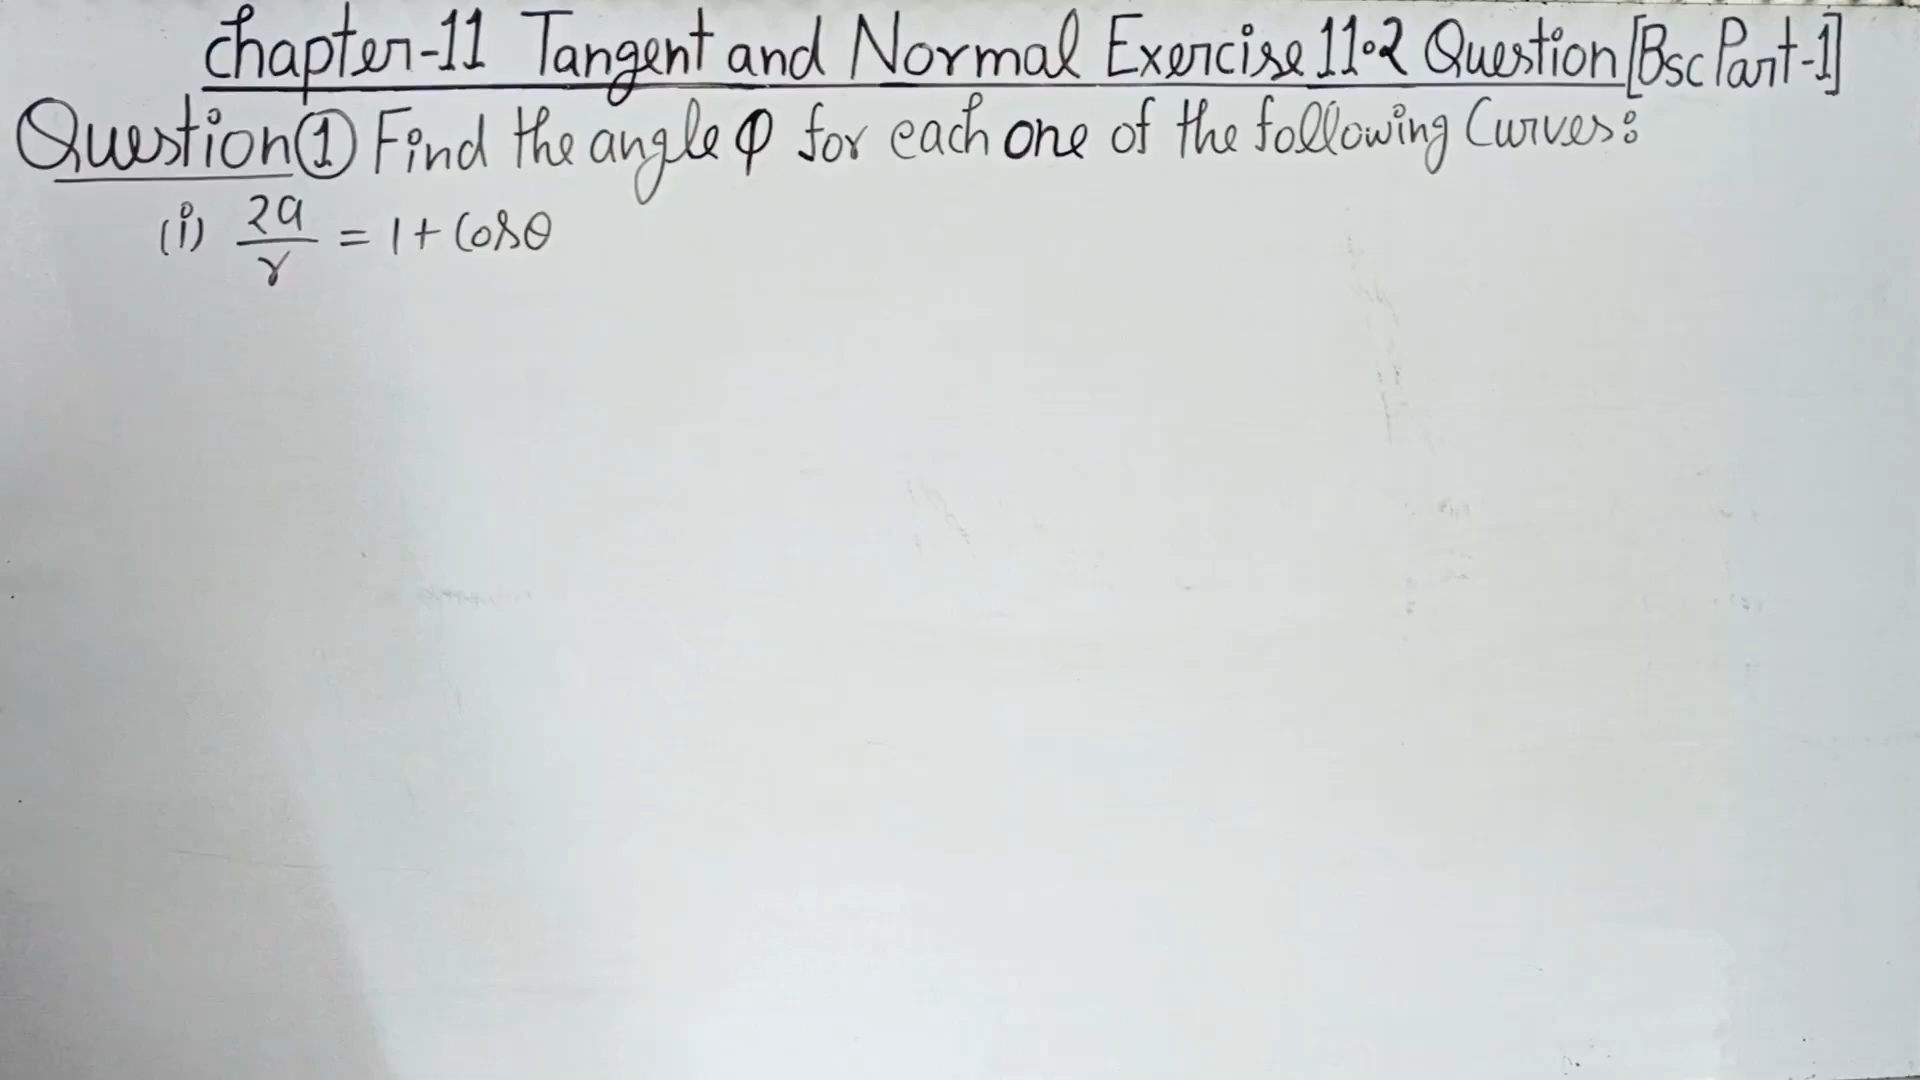 Chapter-11 Tangent and Normal Exercise 11.2 Question [Bsc Part-1]
Question ① Find the angle φ for each one of the following Curves:
(i) 2a/r = 1 + Cosθ